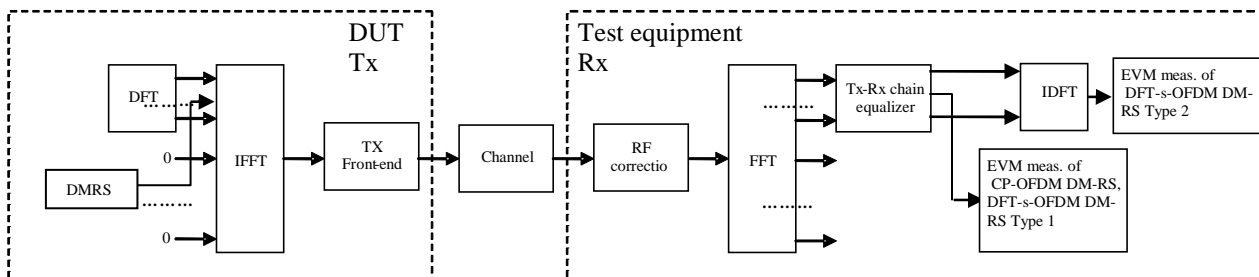 DUT
Tx
DFT
………
0
DMRS
………
0
IFFT
TX
Front-end
Channel
Test equipment
Rx
RF
correctio
FFT
………
………
Tx-Rx chain
equalizer
IDFT
EVM meas. of
DFT-s-OFDM DM-
RS Type 2
EVM meas. of
CP-OFDM DM-RS,
DFT-s-OFDM DM-
RS Type 1